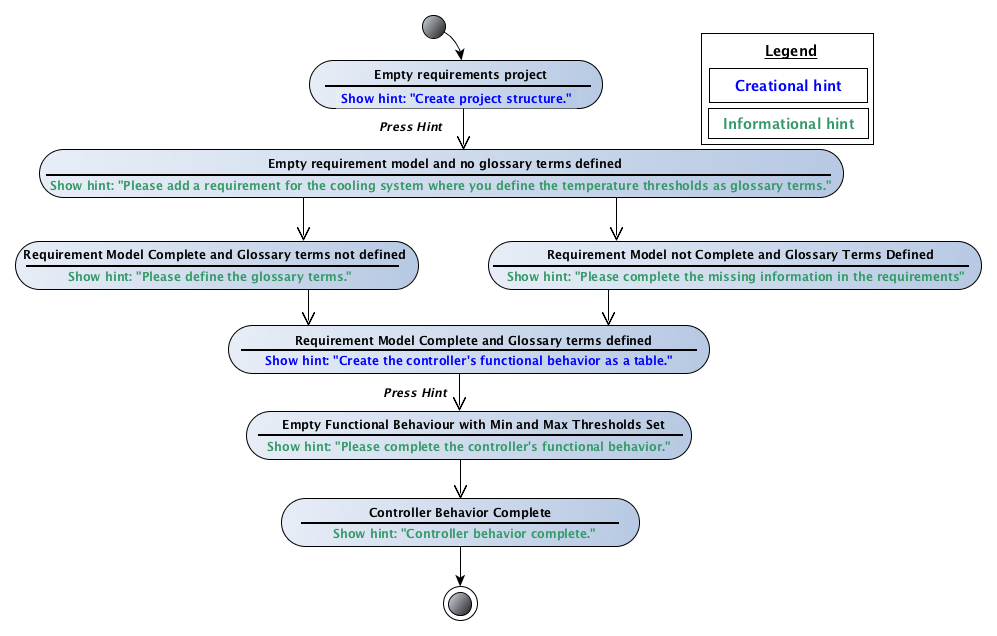 Legend
Creational hint
Informational hint
Empty requirements project
Show hint: "Create project structure."
Press Hint
Empty requirement model and no glossary terms defined
Show hint: "Please add a requirement for the cooling system where you define the temperature thresholds as glossary terms."
Requirement Model Complete and Glossary terms not defined
Show hint: "Please define the glossary terms."
Requirement Model not Complete and Glossary Terms Defined
Show hint: "Please complete the missing information in the requirements"
Requirement Model Complete and Glossary terms defined
Show hint: "Create the controller's functional behavior as a table."
Press Hint
Empty Functional Behaviour with Min and Max Thresholds Set
Show hint: "Please complete the controller's functional behavior."
Controller Behavior Complete
Show hint: "Controller behavior complete."